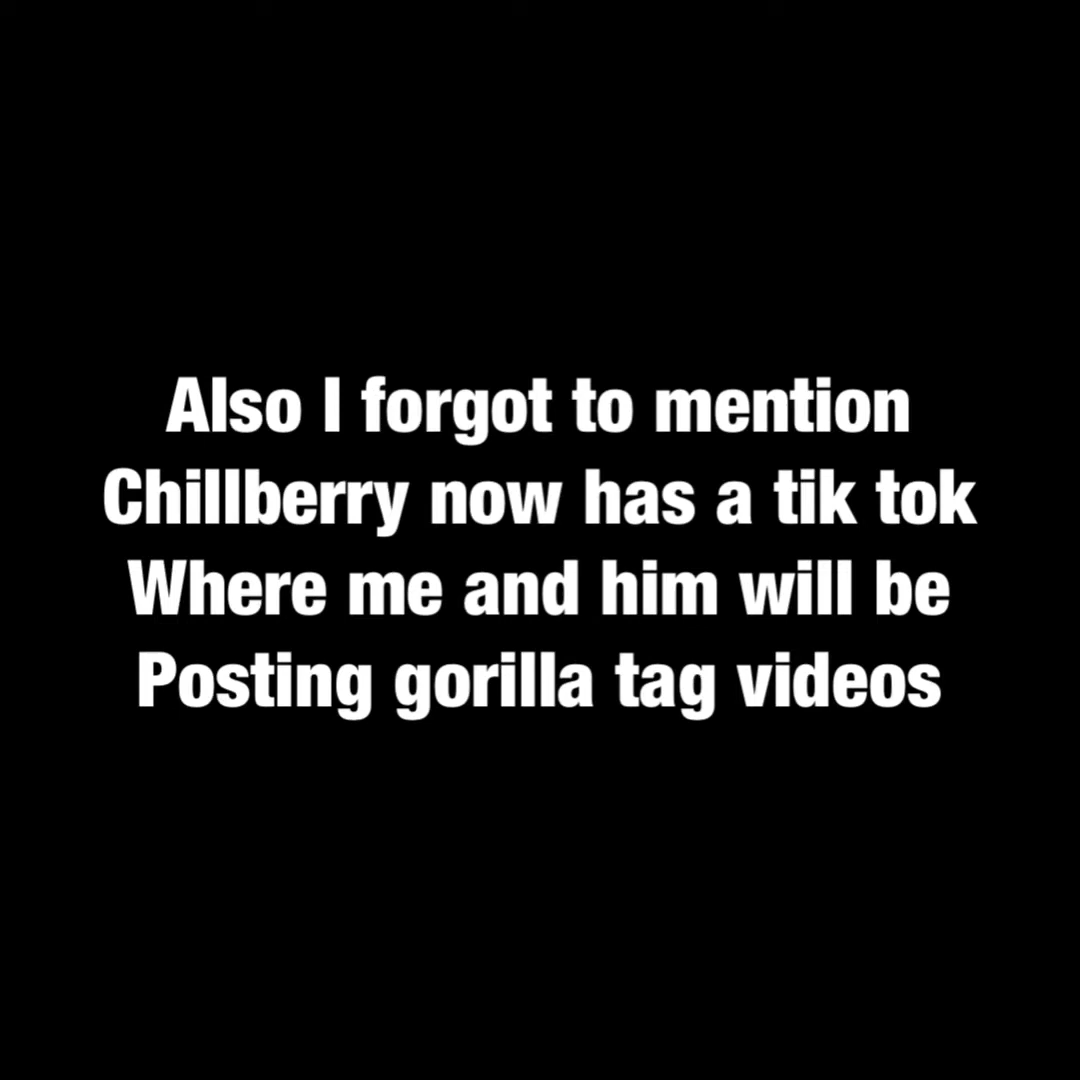 Also I forgot to mention
Chillberry now has a tik tok
Where me and him will be
Posting gorilla tag videos